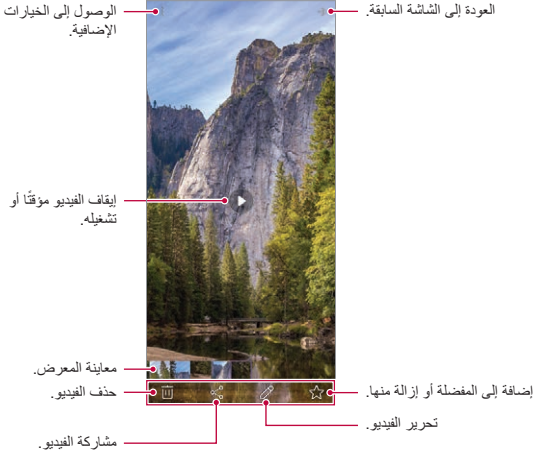 العودة إلى الشاشة السابقة.
الوصول إلى الخيارات
الإضافية.
إيقاف الفيديو مؤقتًا أو
تشغيله.
معاينة المعرض.
حذف الفيديو.
إضافة إلى المفضلة أو إزالة منها.
تحرير الفيديو.
مشاركة الفيديو.